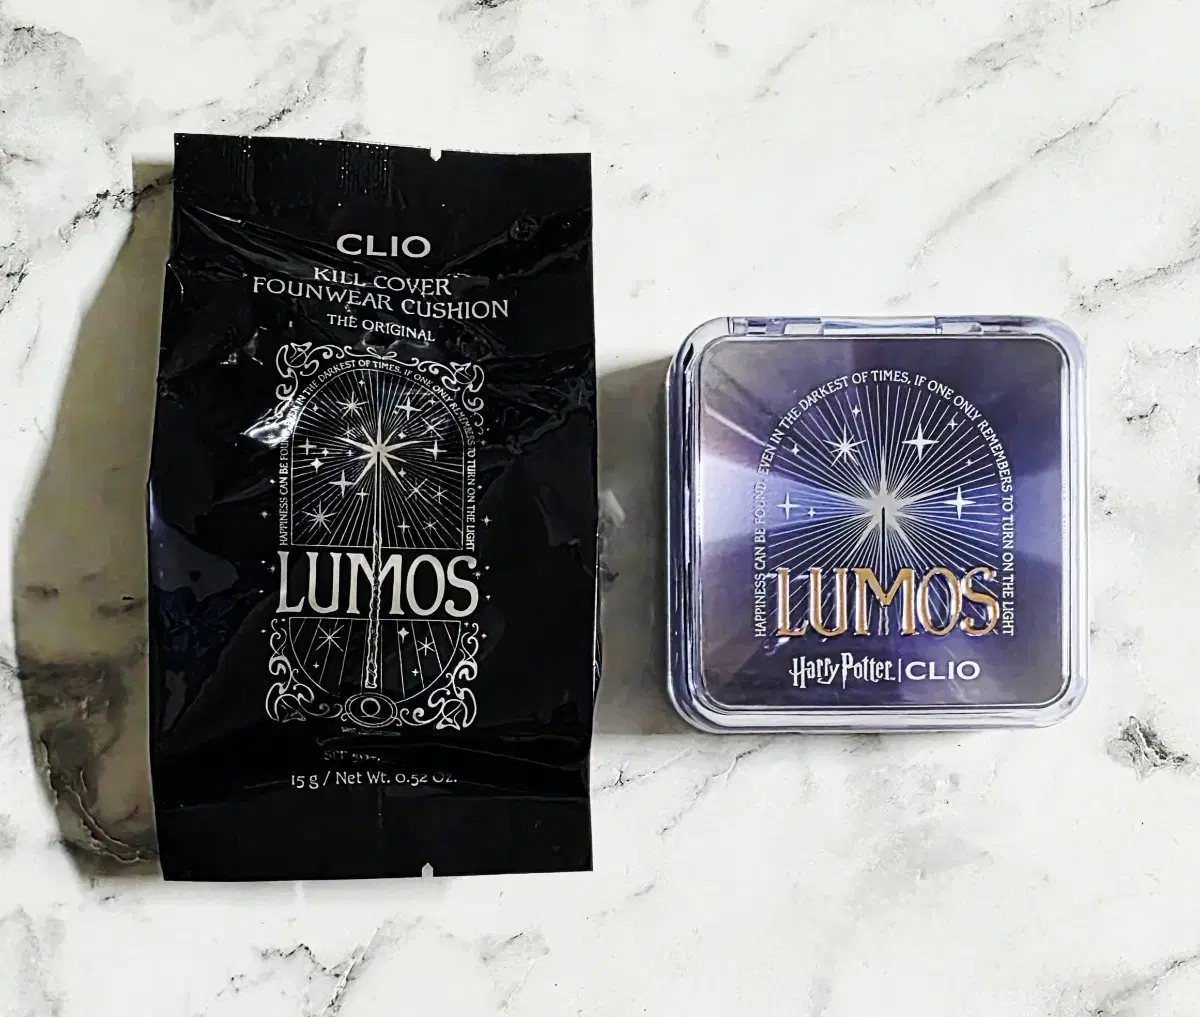 CLIO
KILL COVER
FOUNWEAR CUSHION
THE ORIGINAL
HAPPINESS CAN BE IN THE DARKEST OF TIMES, IF ONE ONLY REMEMBERS TO TURN ON THE LIGHT
LUMOS
SPF 50+,
15 g / Net Wt. 0.52 Oz.
HAPPINESS CAN BE FOUND, EVEN IN THE DARKEST OF TIMES, IF ONE ONLY REMEMBERS TO TURN ON THE LIGHT
LUMOS
Harry Potter | CLIO